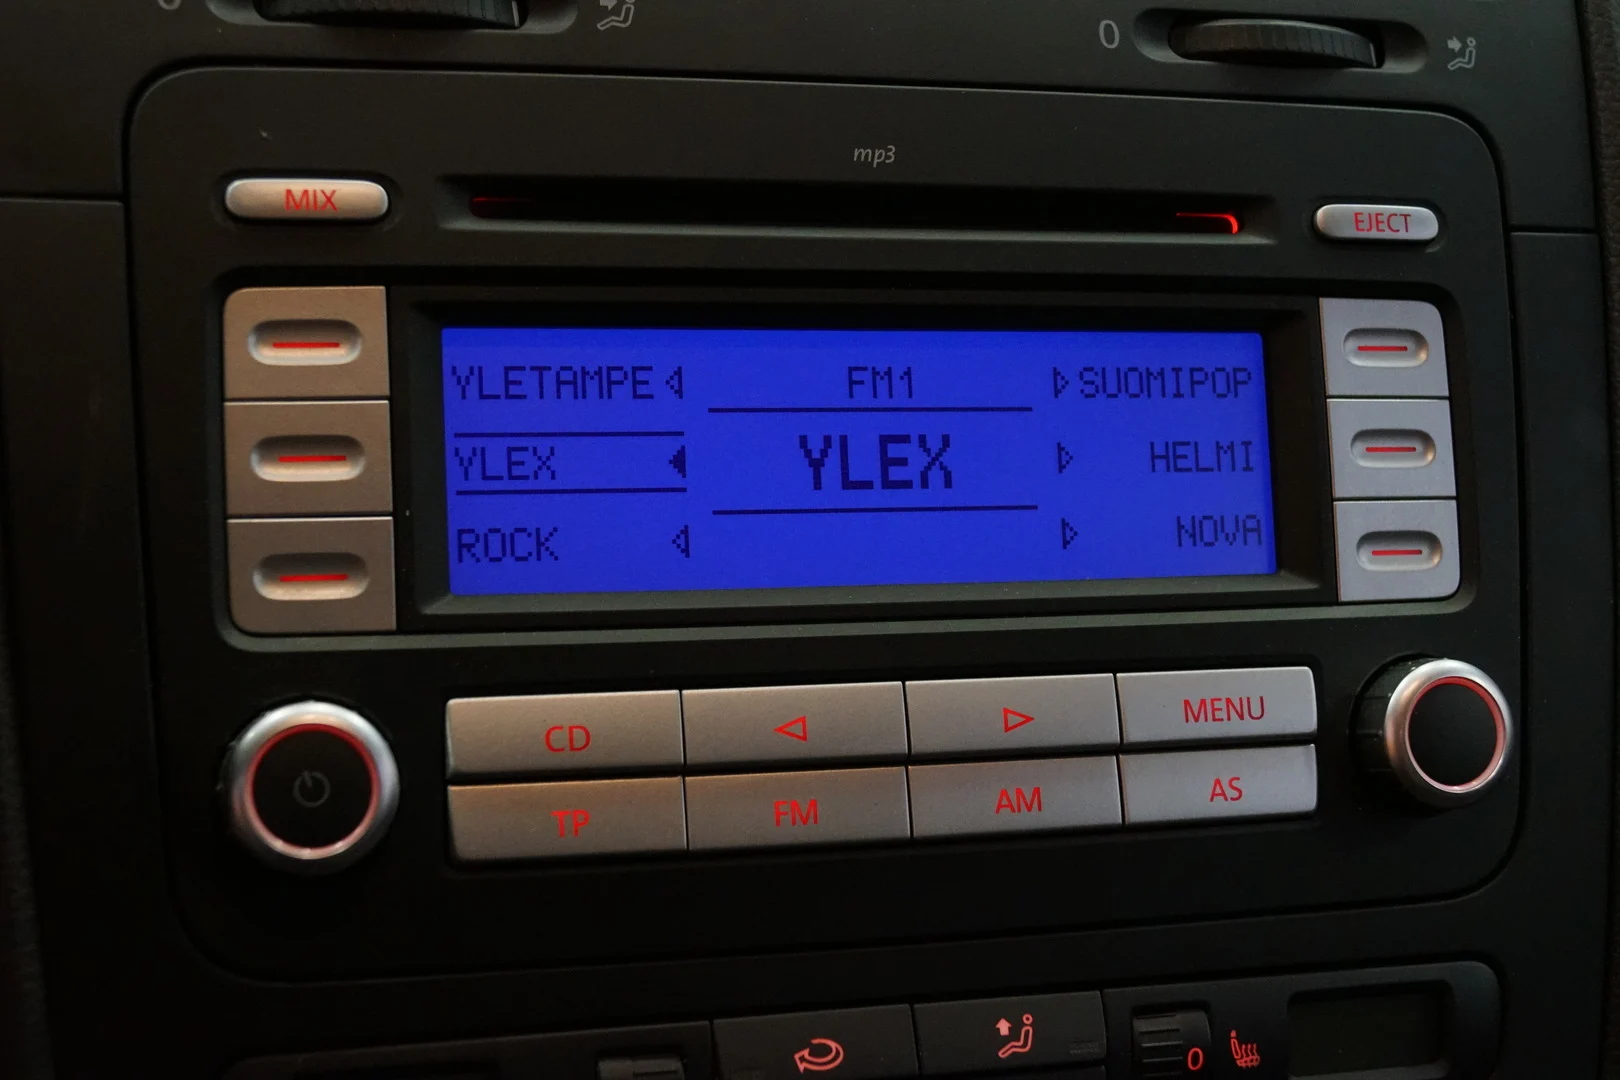 0
mp3
MIX
EJECT
YLETAMPE FM1 SUOMIPOP
YLEX YLEX HELMI
ROCK NOVA
CD MENU
TP FM AM AS
0